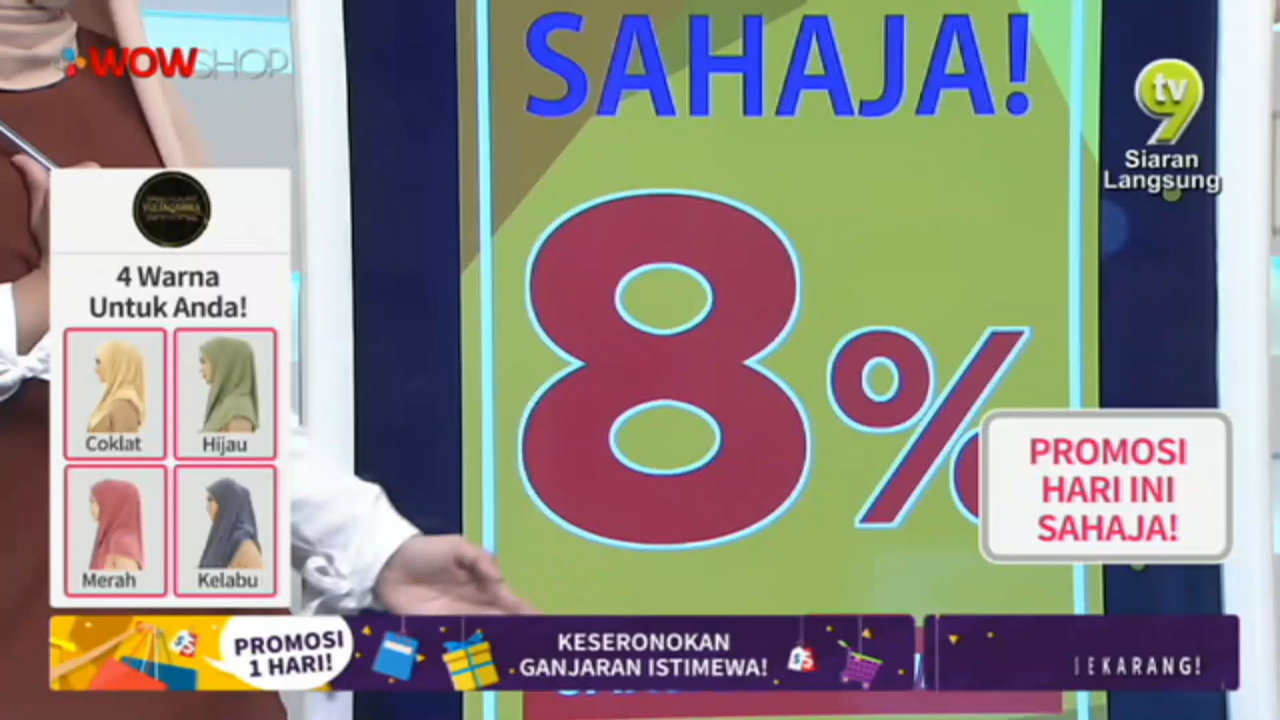 SAHAJA!
WOWSHOP
tv9
Siaran
Langsung
4 Warna
Untuk Anda!
8%
Coklat
Hijau
Merah
Kelabu
PROMOSI
HARI INI
SAHAJA!
PROMOSI
1 HARI!
KESERONOKAN
GANJARAN ISTIMEWA!
EKARANG!